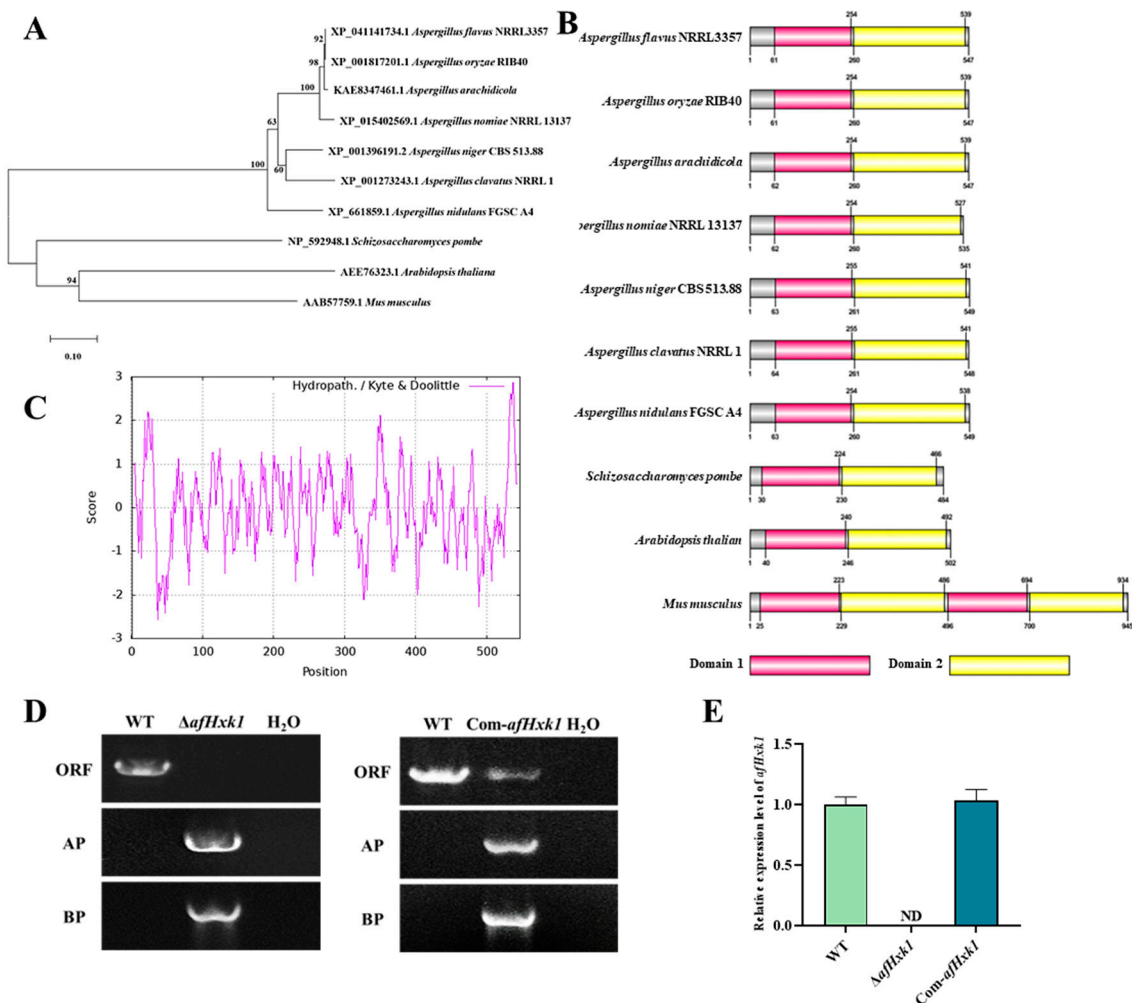 A
XP_041141734.1 Aspergillus flavus NRRL3357
XP_001817201.1 Aspergillus oryzae RIB40
KAE8347461.1 Aspergillus arachidicola
XP_015402569.1 Aspergillus nomiae NRRL 13137
XP_001396191.2 Aspergillus niger CBS 513.88
XP_001273243.1 Aspergillus clavatus NRRL 1
XP_661859.1 Aspergillus nidulans FGSC A4
NP_592948.1 Schizosaccharomyces pombe
AEE76323.1 Arabidopsis thaliana
AAB57759.1 Mus musculus
92
98
100
63
60
100
94
0.10
B
254 539
Aspergillus flavus NRRL3357
1 61 260 547
254 539
Aspergillus oryzae RIB40
1 61 260 547
254 539
Aspergillus arachidicola
1 62 260 547
254 527
pergillus nomiae NRRL 13137
1 62 260 535
255 541
Aspergillus niger CBS 513.88
1 63 261 549
255 541
Aspergillus clavatus NRRL 1
1 64 261 548
254 538
Aspergillus nidulans FGSC A4
1 63 260 549
224 466
Schizosaccharomyces pombe
1 30 230 484
240 492
Arabidopsis thalian
1 40 246 502
223 486 694 934
Mus musculus
1 25 229 496 700 945
Domain 1
Domain 2
C
Hydropath. / Kyte & Doolittle
3
2
1
0
-1
-2
-3
Score
0 100 200 300 400 500
Position
D
WT ΔafHxk1 H2O
ORF
AP
BP
WT Com-afHxk1 H2O
ORF
AP
BP
E
Relative expression level of afHxk1
1.5
1.0
0.5
0.0
ND
WT
ΔafHxk1
Com-afHxk1